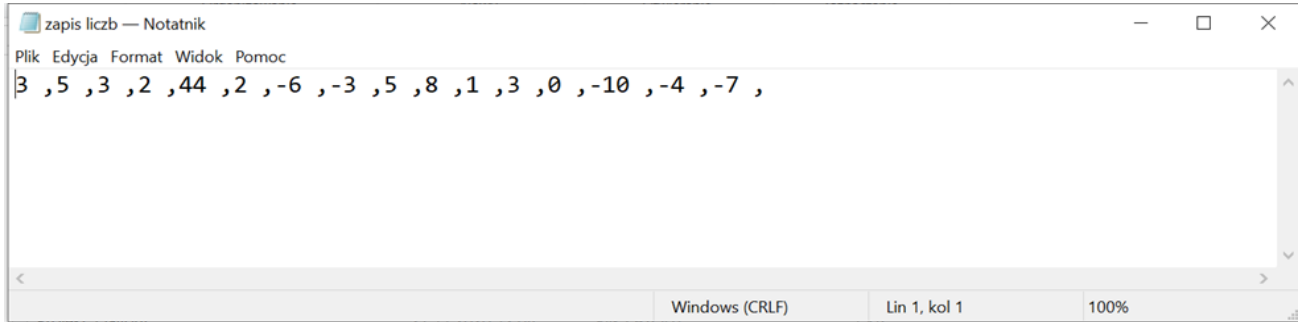 zapis liczb — Notatnik
Plik Edycja Format Widok Pomoc
3 ,5 ,3 ,2 ,44 ,2 ,-6 ,-3 ,5 ,8 ,1 ,3 ,0 ,-10 ,-4 ,-7 ,
Windows (CRLF) Lin 1, kol 1 100%